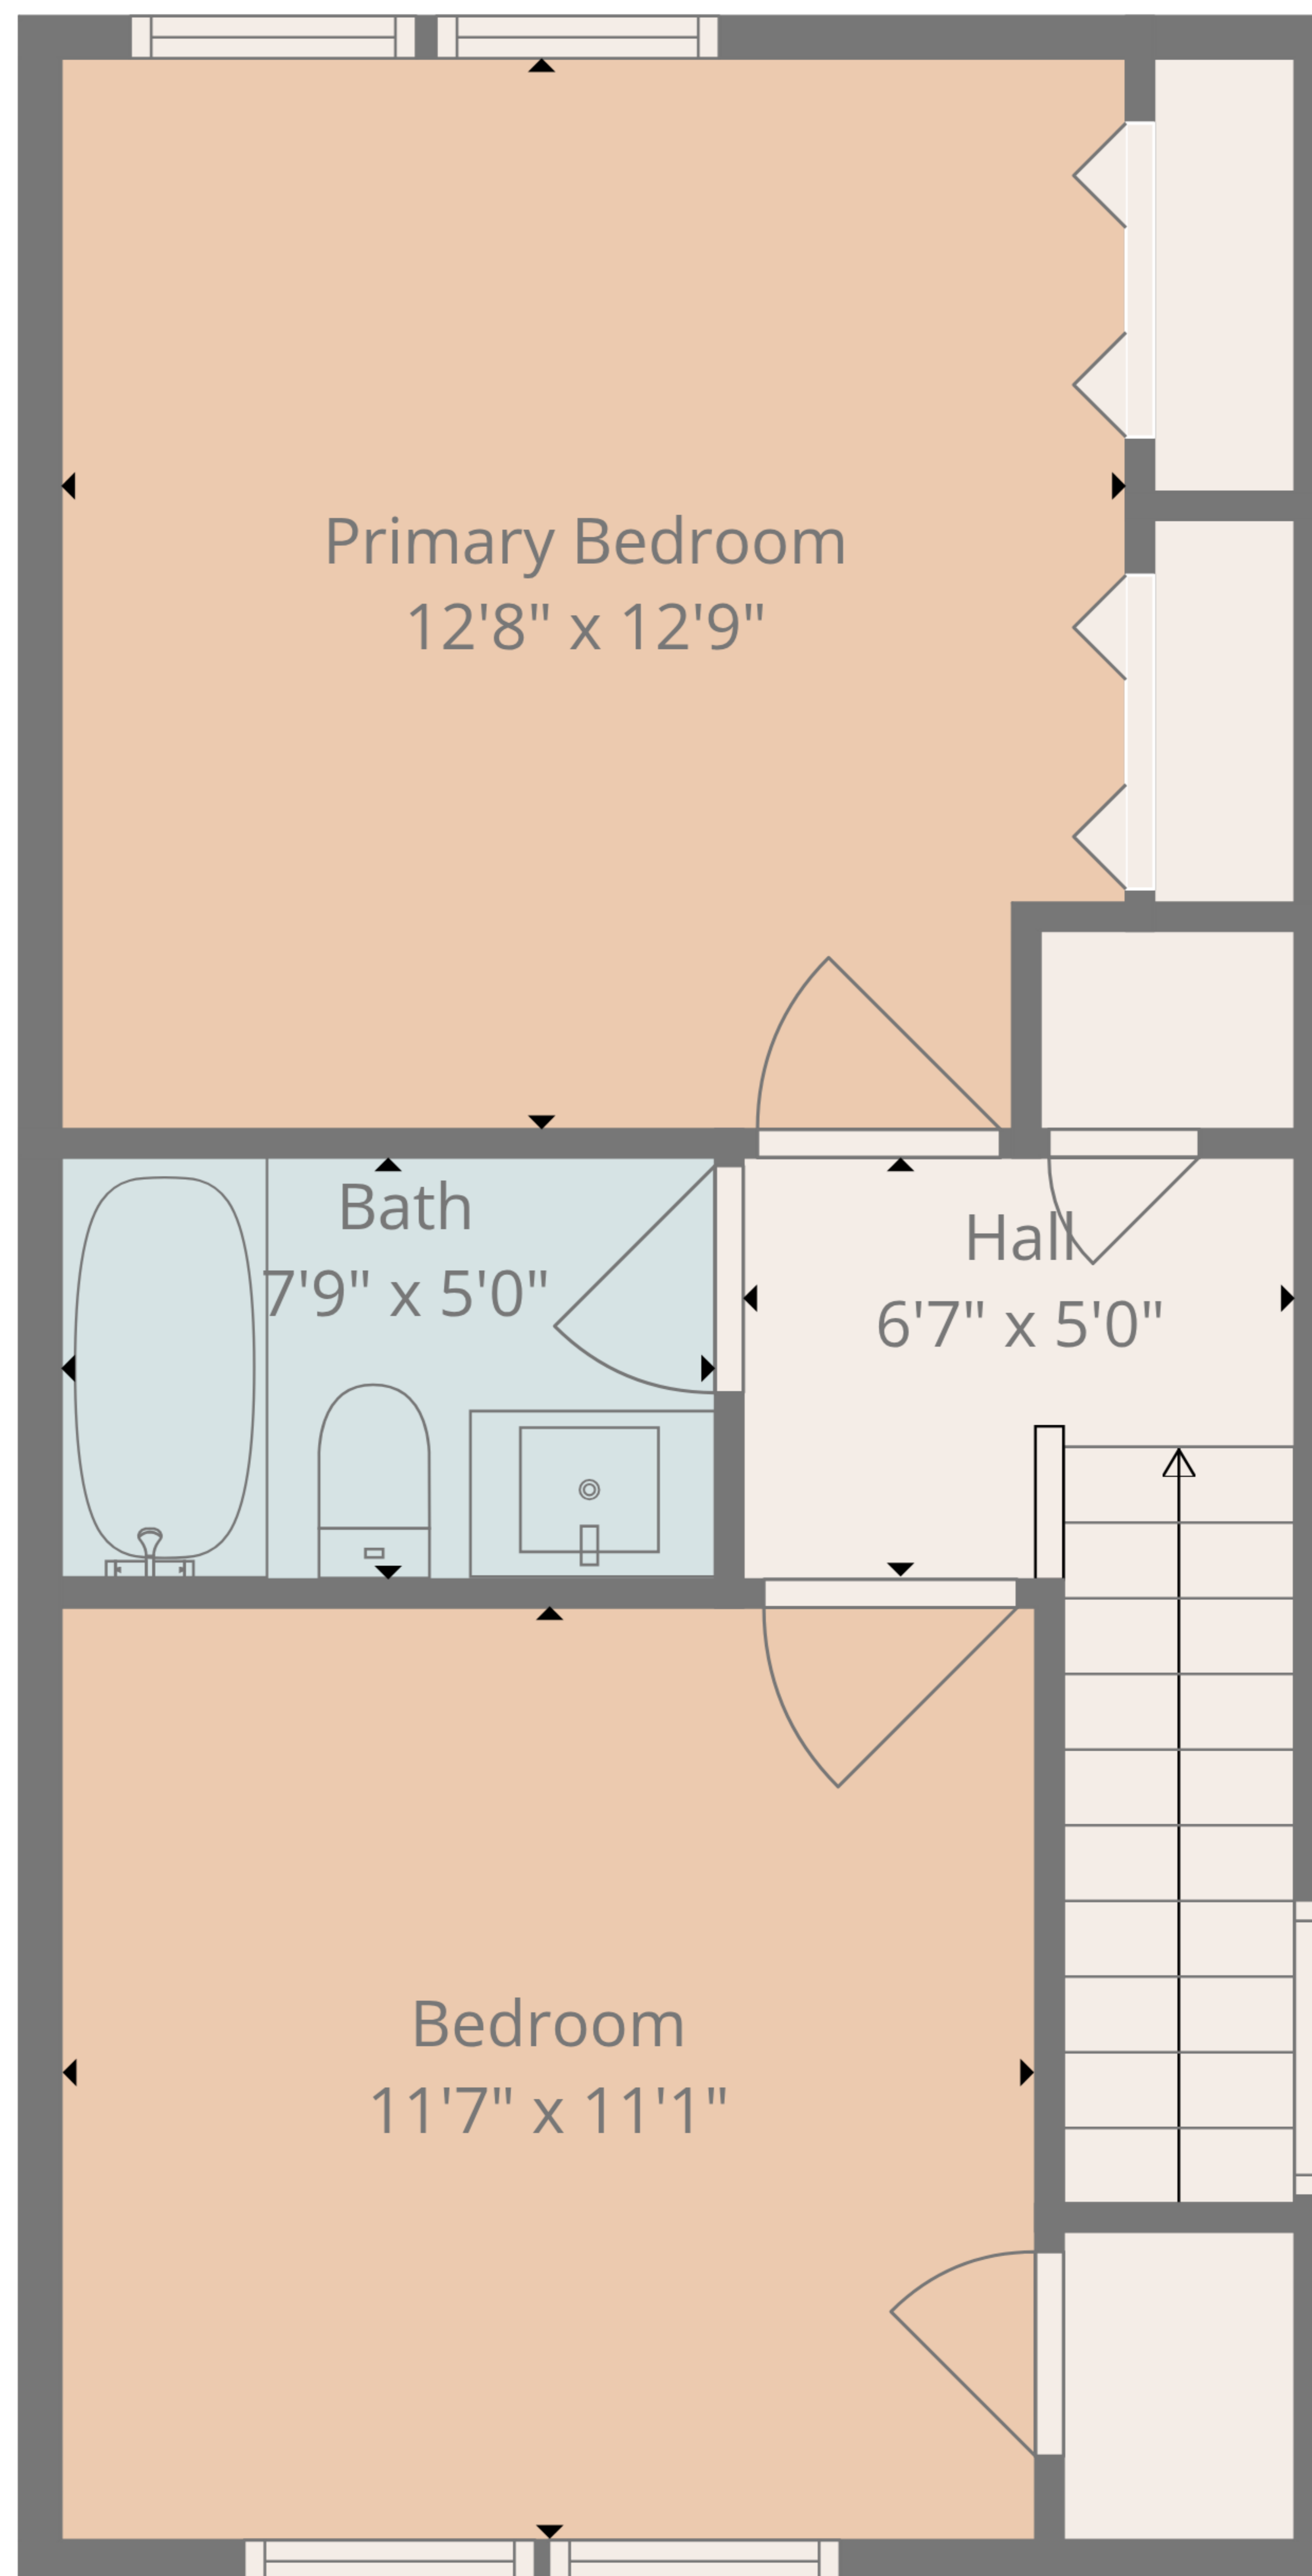 Primary Bedroom
12'8" x 12'9"
Bath
7'9" x 5'0"
Hall
6'7" x 5'0"
Bedroom
11'7" x 11'1"